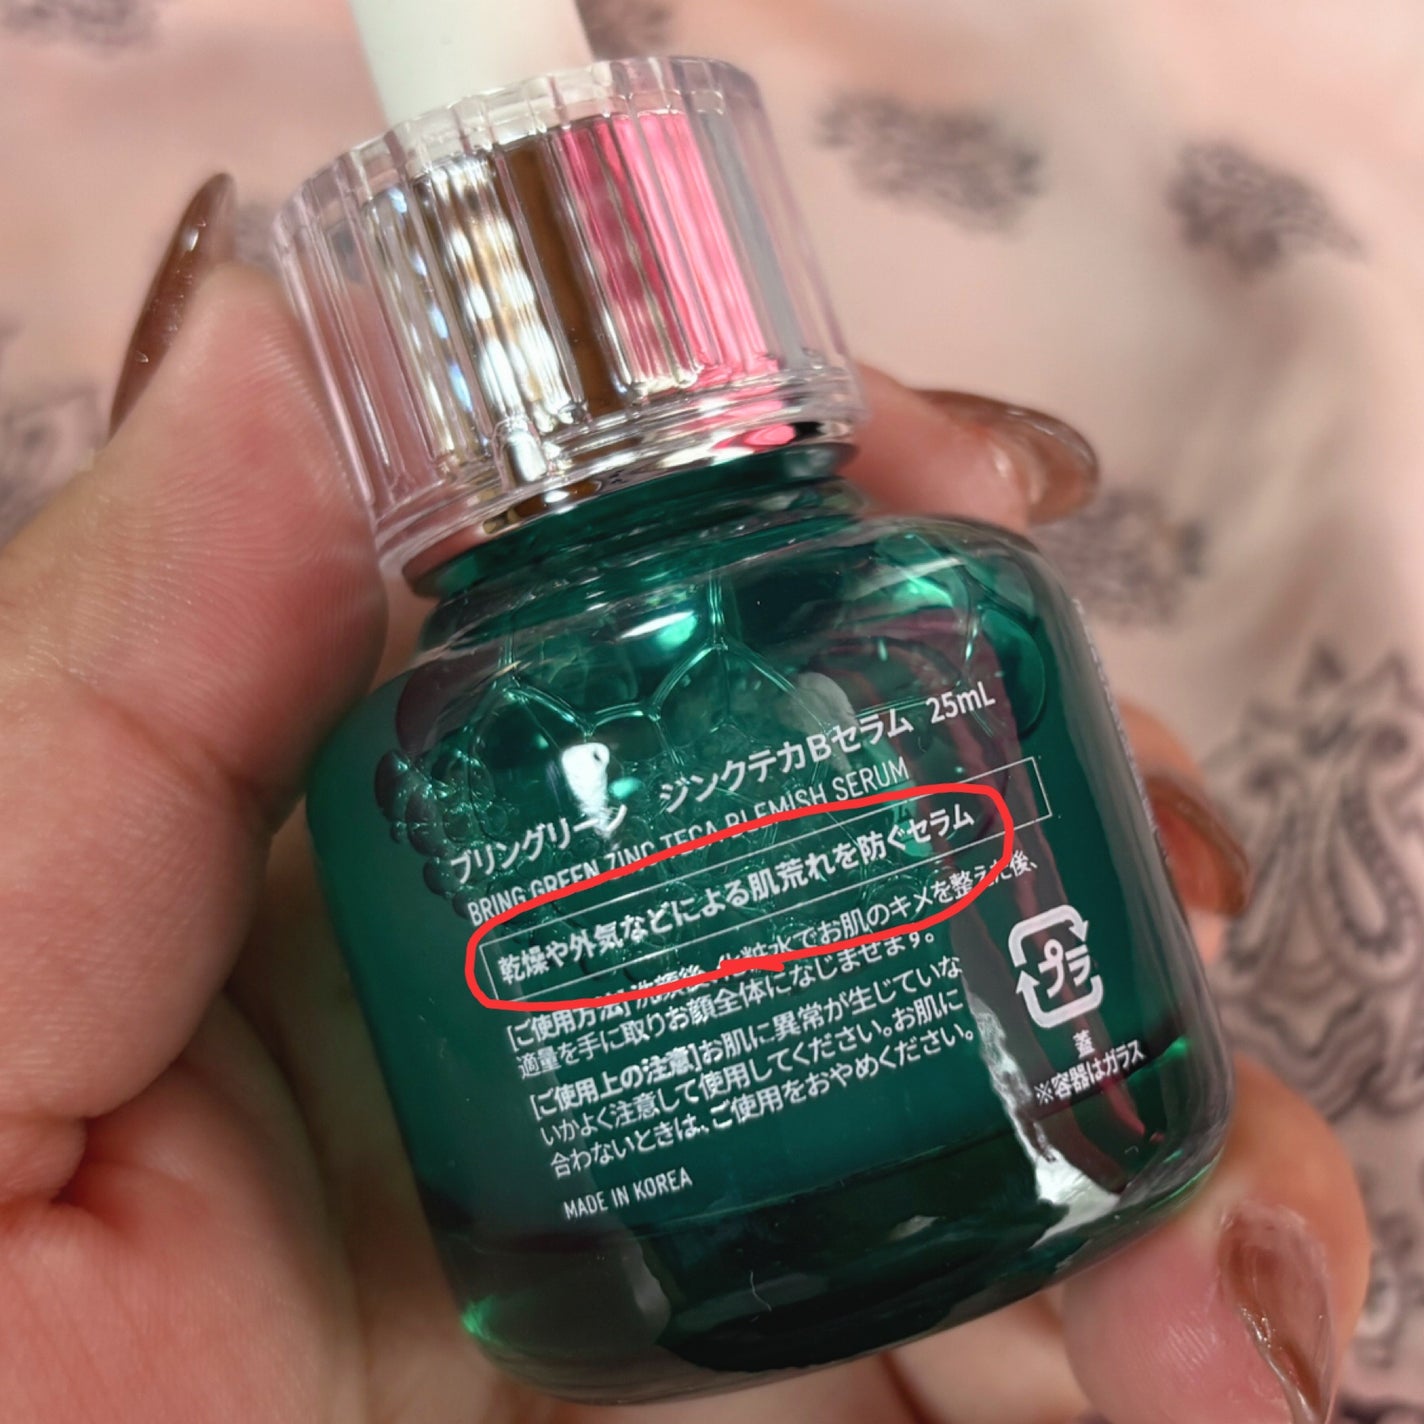 ブリングリーン ジンクテカBセラム 25mL
BRING GREEN ZINC TECA BLEMISH SERUM
乾燥や外気などによる肌荒れを防ぐセラム
[ご使用方法]洗顔後、化粧水でお肌のキメを整えた後、
適量を手に取りお顔全体になじませます。
[ご使用上の注意]お肌に異常が生じていな
いかよく注意して使用してください。お肌に
合わないときは、ご使用をおやめください。
MADE IN KOREA
プラ
蓋
※容器はガラス